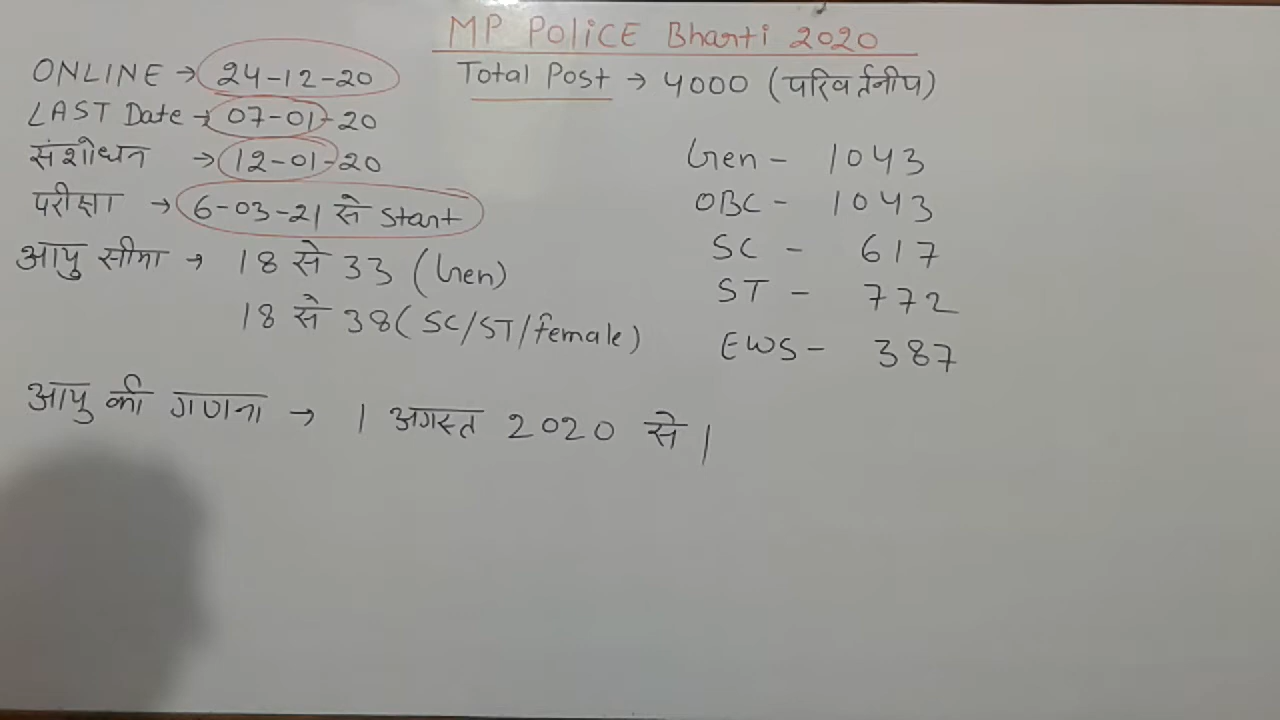 MP POLiCE Bharti 2020
ONLINE → 24-12-20
LAST Date → 07-01-20
संशोधन → 12-01-20
परीक्षा → 6-03-21 से Start
आयु सीमा → 18 से 33 (Gen)
18 से 38 (SC/ST/female)
आयु की गणना → 1 अगस्त 2020 से |
Total Post → 4000 (परिवर्तनीय)
Gen - 1043
OBC - 1043
SC - 617
ST - 772
EWS - 387